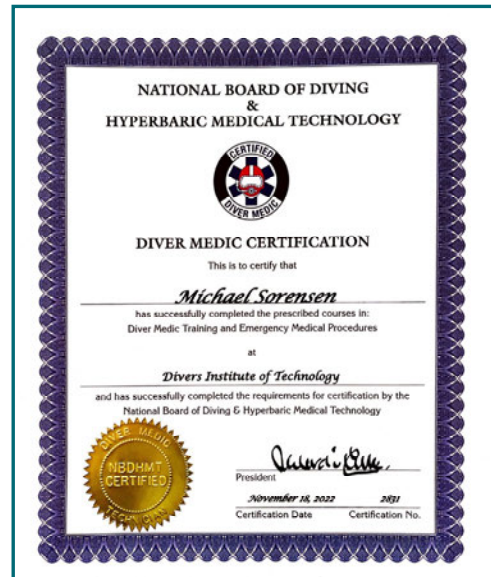 NATIONAL BOARD OF DIVING
&
HYPERBARIC MEDICAL TECHNOLOGY
CERTIFIED
DIVER MEDIC
DIVER MEDIC CERTIFICATION
This is to certify that
Michael Sorensen
has successfully completed the prescribed courses in:
Diver Medic Training and Emergency Medical Procedures
at
Divers Institute of Technology
and has successfully completed the requirements for certification by the
National Board of Diving & Hyperbaric Medical Technology
DIVER MEDIC
NBDHMT
CERTIFIED
TECHNICIAN
President
November 18, 2022 2831
Certification Date Certification No.